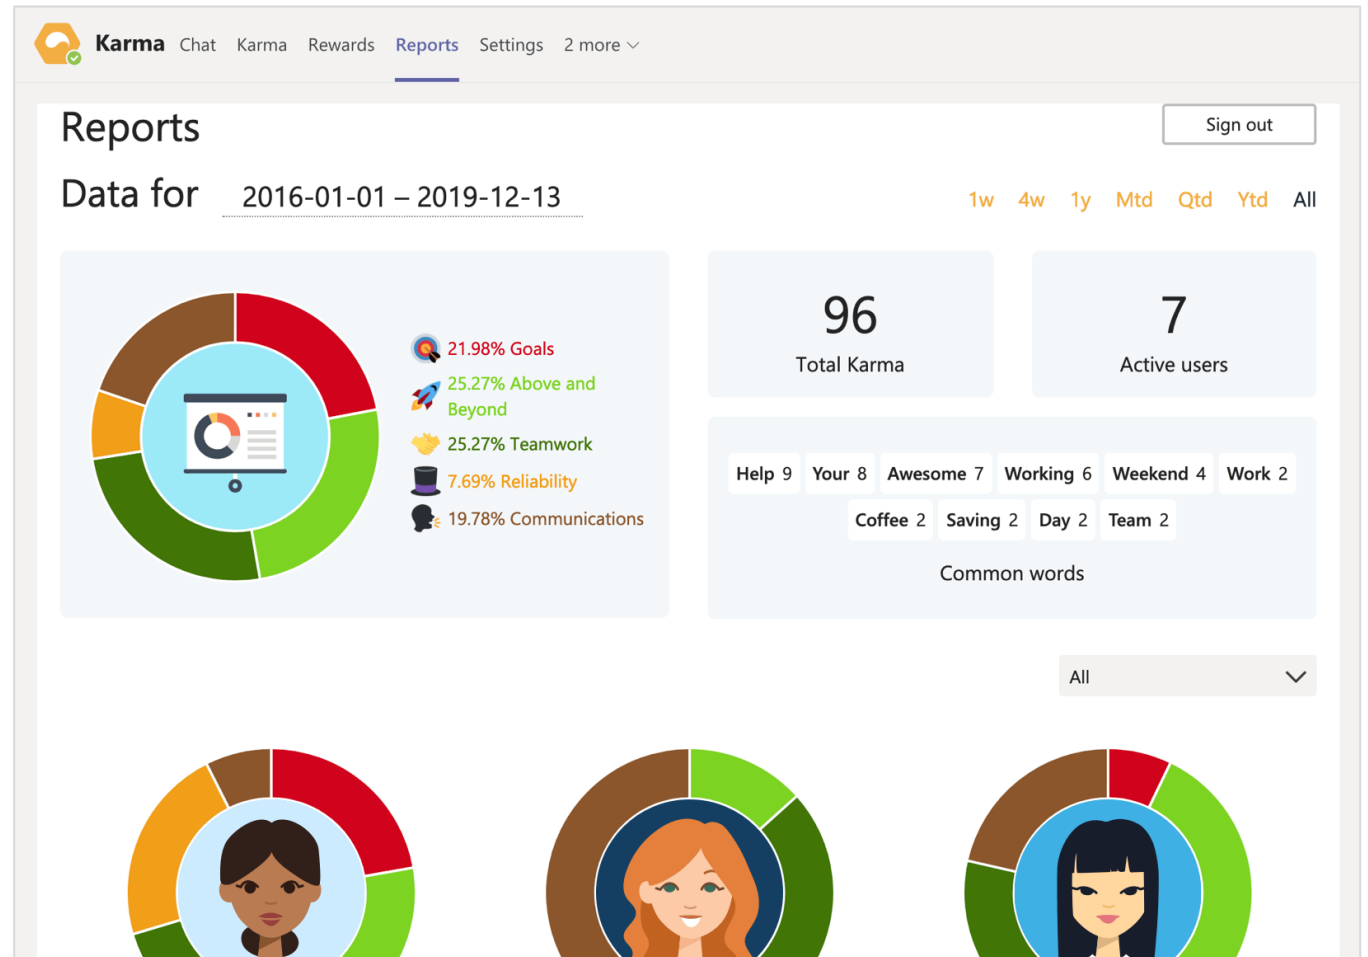 Karma Chat Karma Rewards Reports Settings 2 more
Reports
Sign out
Data for 2016-01-01 – 2019-12-13
1w 4w 1y Mtd Qtd Ytd All
21.98% Goals
25.27% Above and
Beyond
25.27% Teamwork
7.69% Reliability
19.78% Communications
96
Total Karma
7
Active users
Help 9 Your 8 Awesome 7 Working 6 Weekend 4 Work 2
Coffee 2 Saving 2 Day 2 Team 2
Common words
All